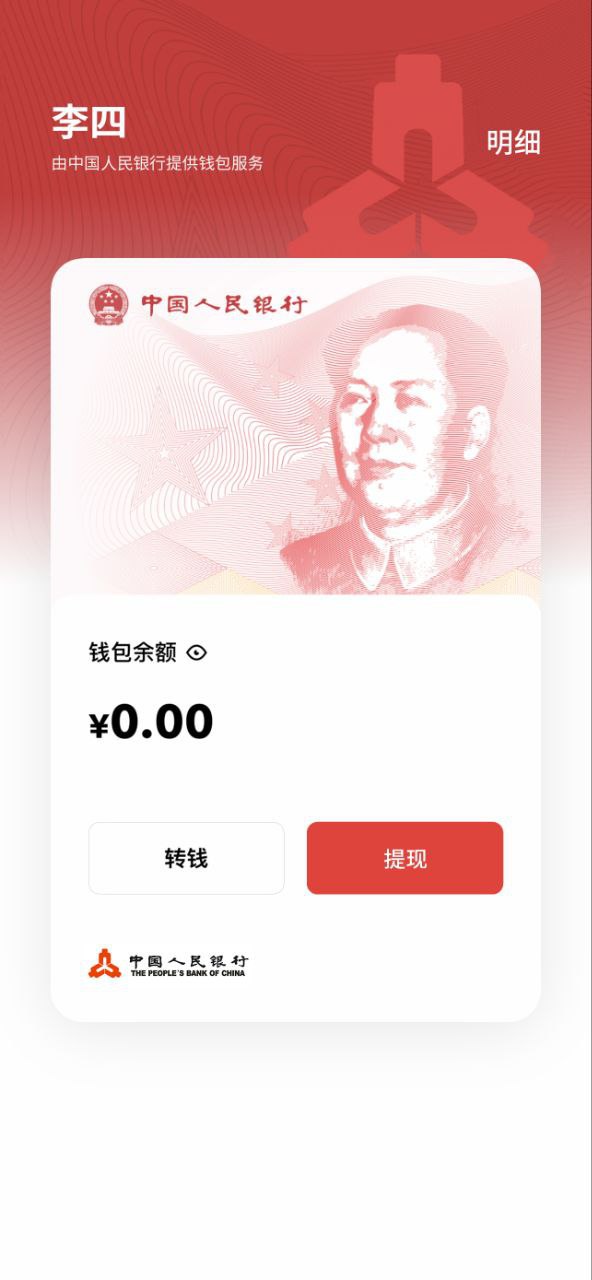 李四
由中国人民银行提供钱包服务
明细
中国人民银行
钱包余额
¥0.00
转钱
提现
中国人民银行
THE PEOPLE'S BANK OF CHINA